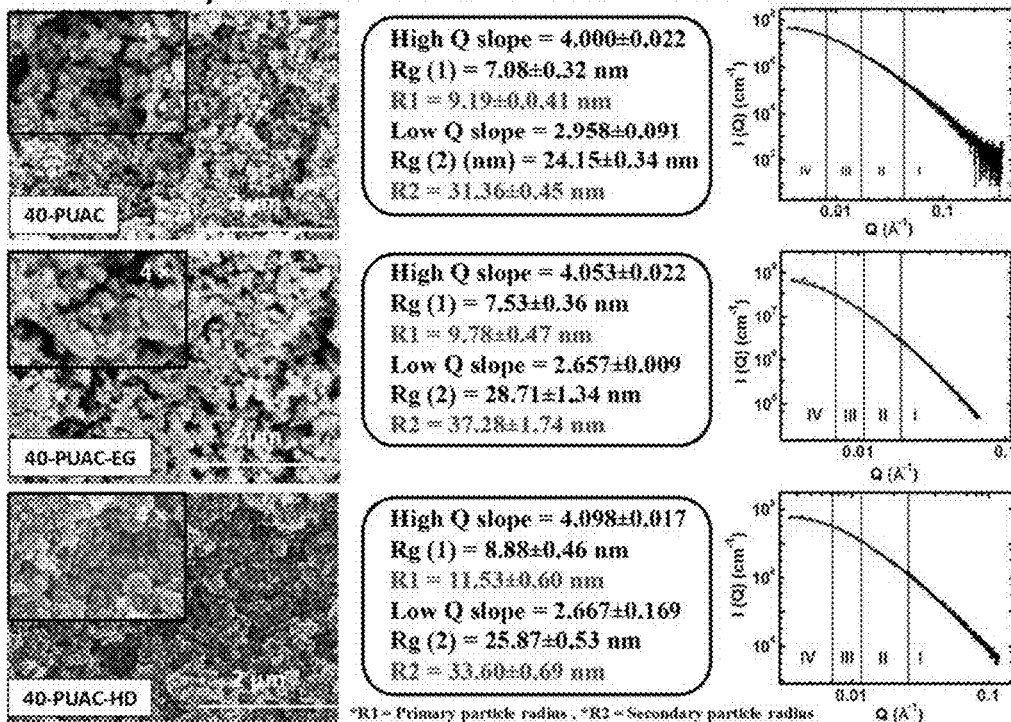 40-PUAC
High Q slope = 4.000±0.022
Rg (1) = 7.08±0.32 nm
R1 = 9.19±0.0.41 nm
Low Q slope = 2.958±0.091
Rg (2) (nm) = 24.15±0.34 nm
R2 = 31.36±0.45 nm
I (Q) (cm⁻¹)
IV III II I
0.01 0.1
Q (Å⁻¹)
40-PUAC-EG
High Q slope = 4.053±0.022
Rg (1) = 7.53±0.36 nm
R1 = 9.78±0.47 nm
Low Q slope = 2.657±0.009
Rg (2) = 28.71±1.34 nm
R2 = 37.28±1.74 nm
I (Q) (cm⁻¹)
IV III II I
0.01 0.1
Q (Å⁻¹)
40-PUAC-HD
High Q slope = 4.098±0.017
Rg (1) = 8.88±0.46 nm
R1 = 11.53±0.60 nm
Low Q slope = 2.667±0.169
Rg (2) = 25.87±0.53 nm
R2 = 33.60±0.69 nm
I (Q) (cm⁻¹)
IV III II I
0.01 0.1
Q (Å⁻¹)
*R1 = Primary particle radius , *R2 = Secondary particle radius